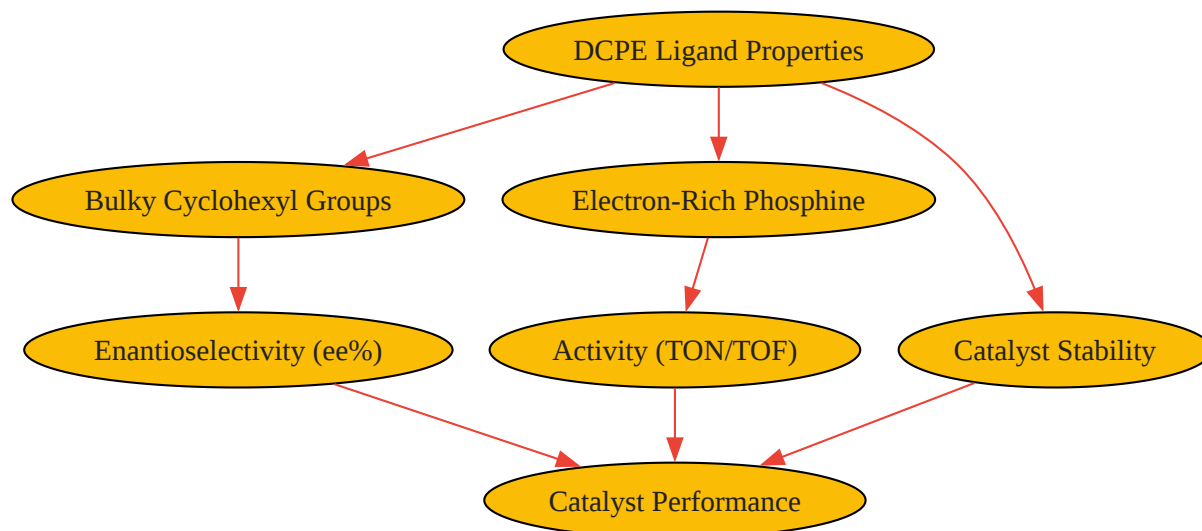 DCPE Ligand Properties
Bulky Cyclohexyl Groups
Electron-Rich Phosphine
Enantioselectivity (ee%)
Activity (TON/TOF)
Catalyst Stability
Catalyst Performance